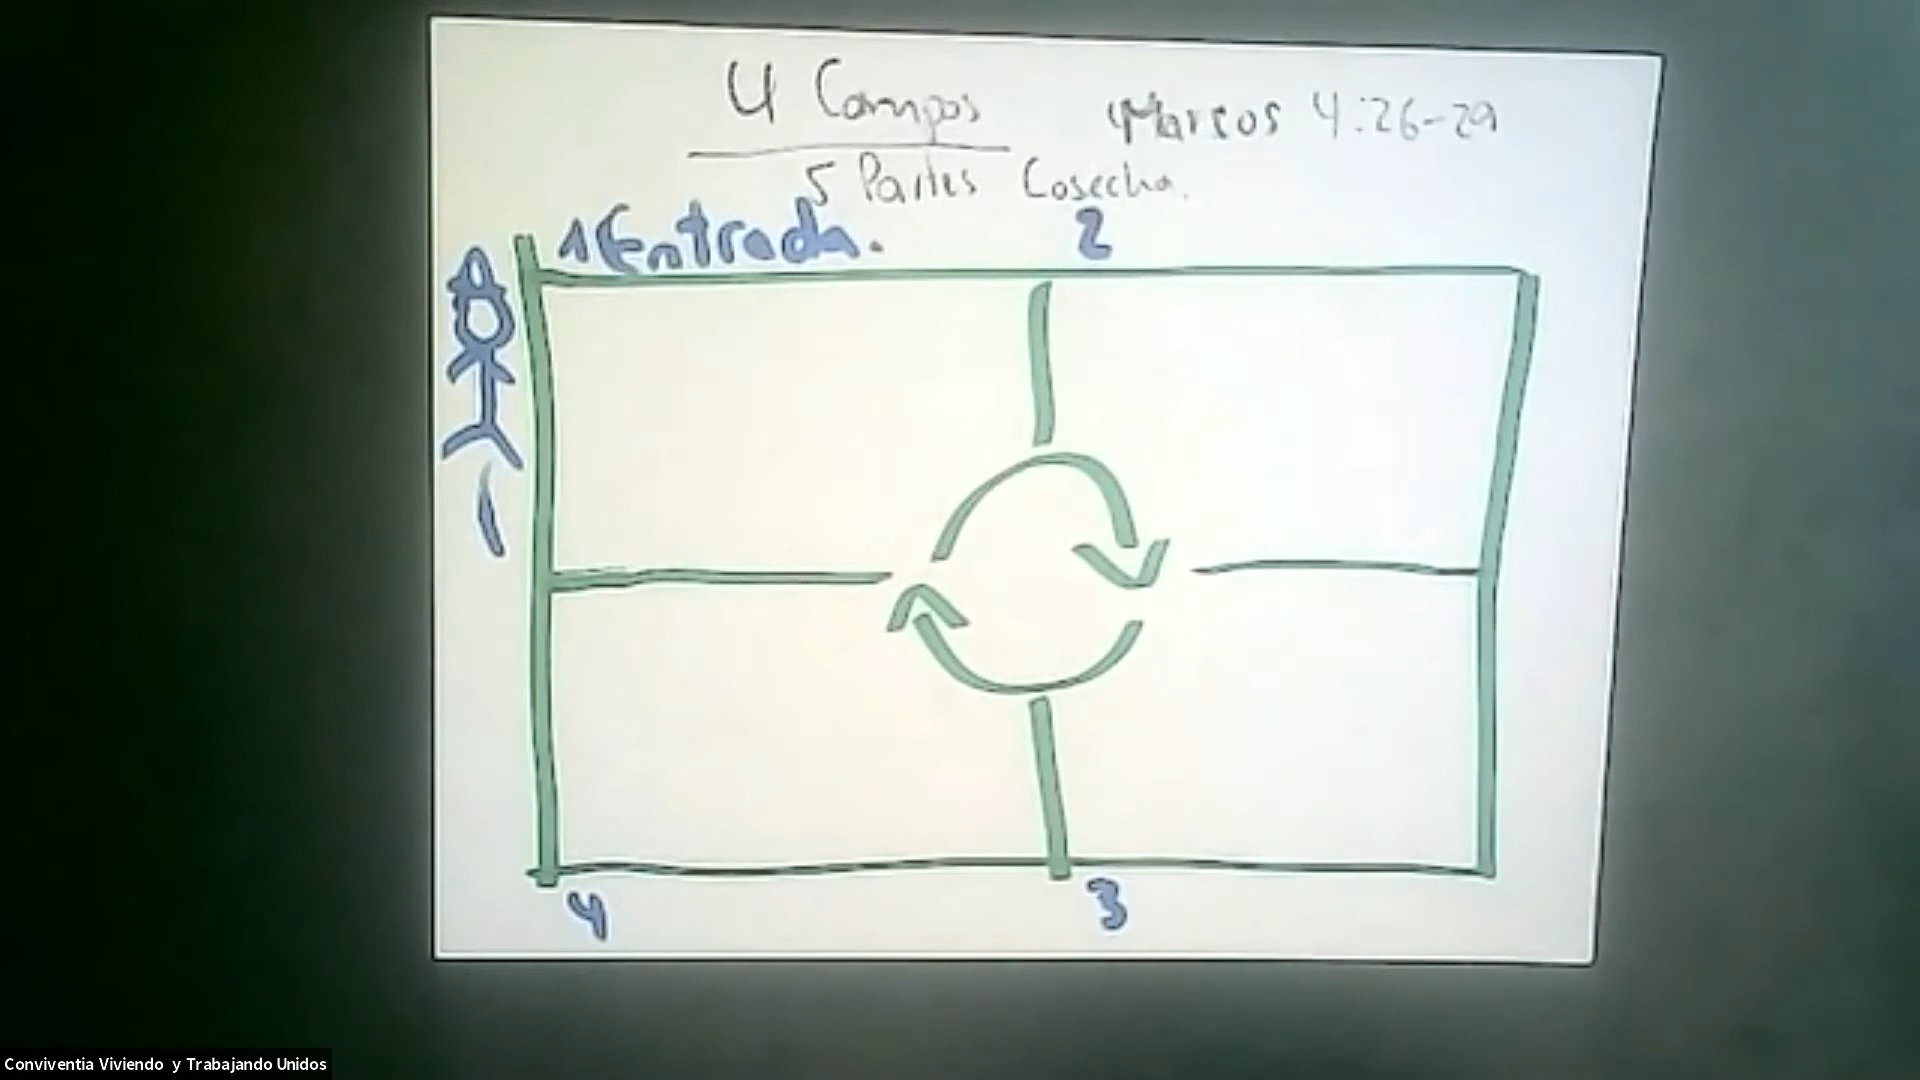 4 Campos Marcos 4:26-29
5 Partes Cosecha.
1 Entrada. 2
4 3
Conviventia Viviendo y Trabajando Unidos